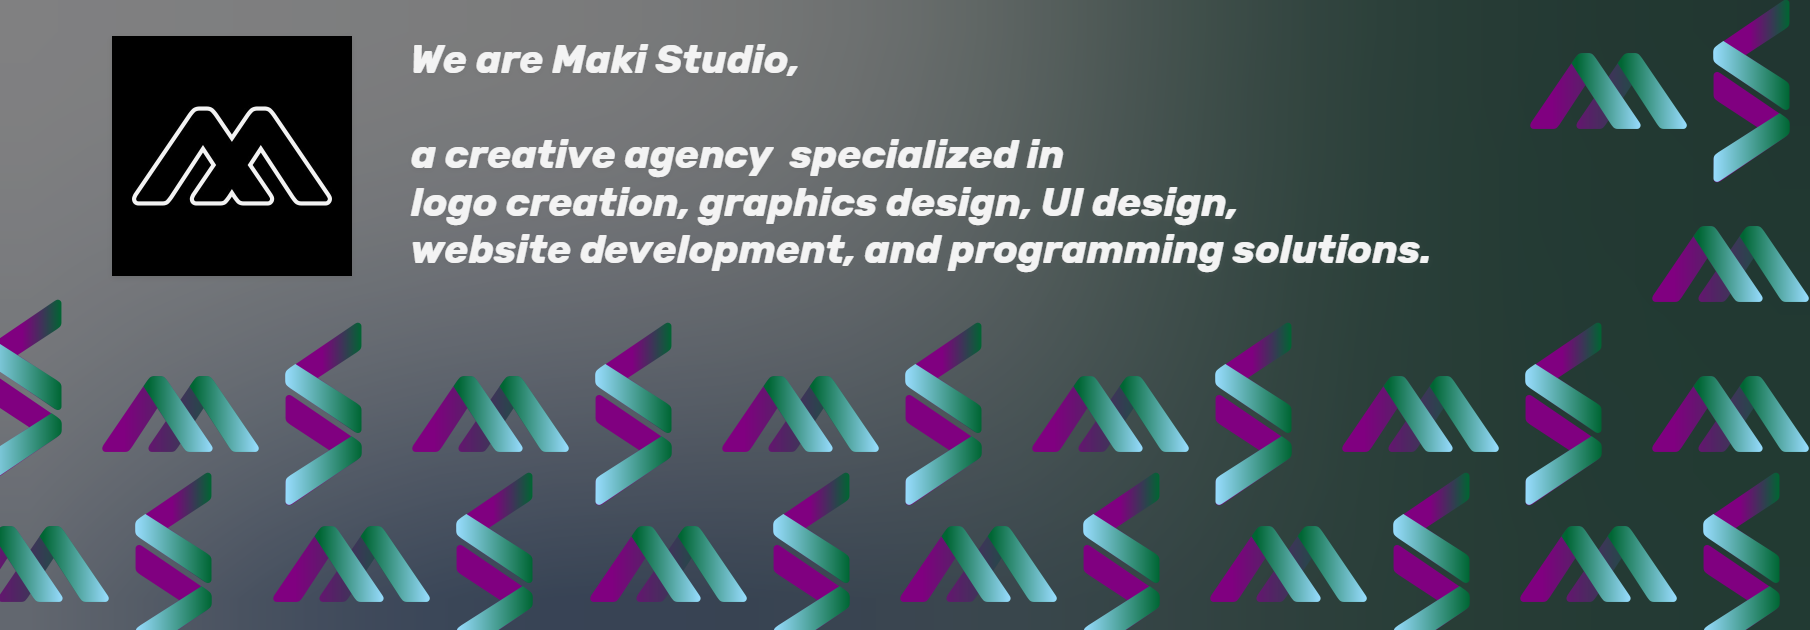 We are Maki Studio,
a creative agency  specialized in
logo creation, graphics design, UI design,
website development, and programming solutions.